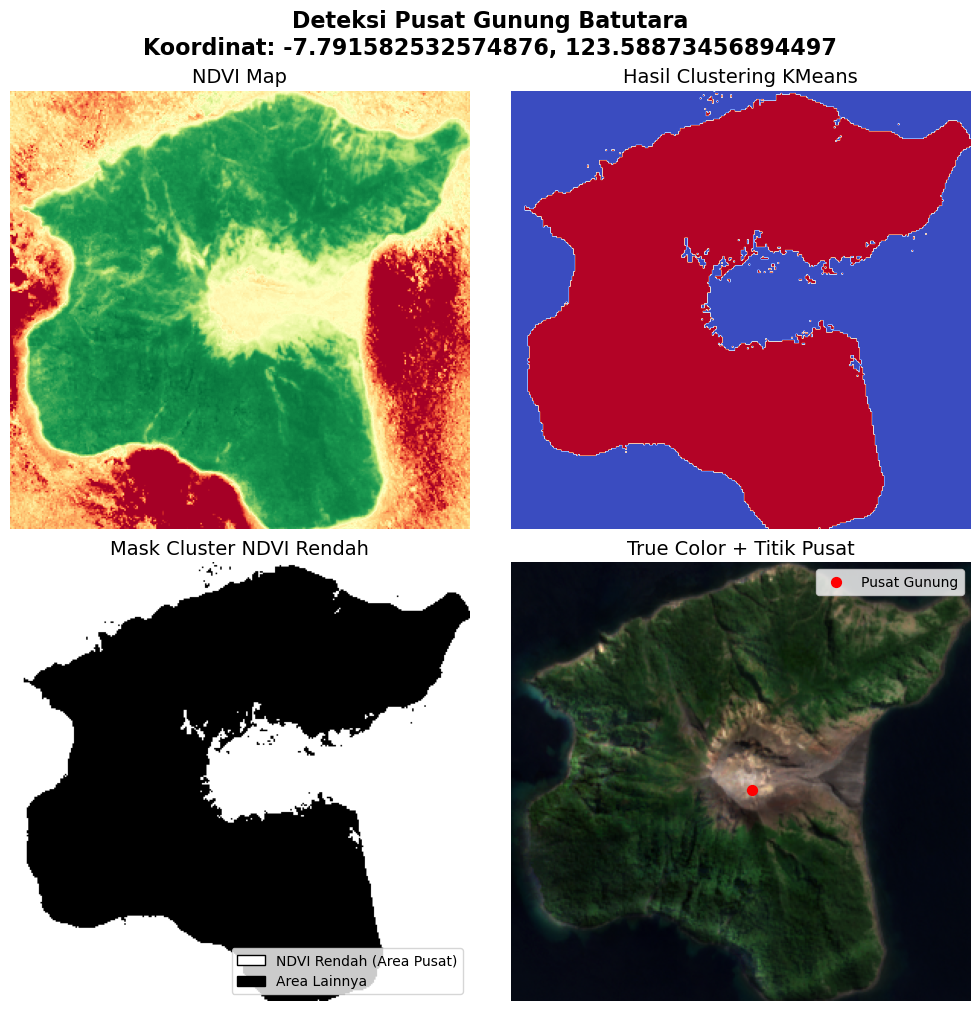 Deteksi Pusat Gunung Batutara
Koordinat: -7.791582532574876, 123.58873456894497
NDVI Map
Hasil Clustering KMeans
Mask Cluster NDVI Rendah
True Color + Titik Pusat
Pusat Gunung
NDVI Rendah (Area Pusat)
Area Lainnya